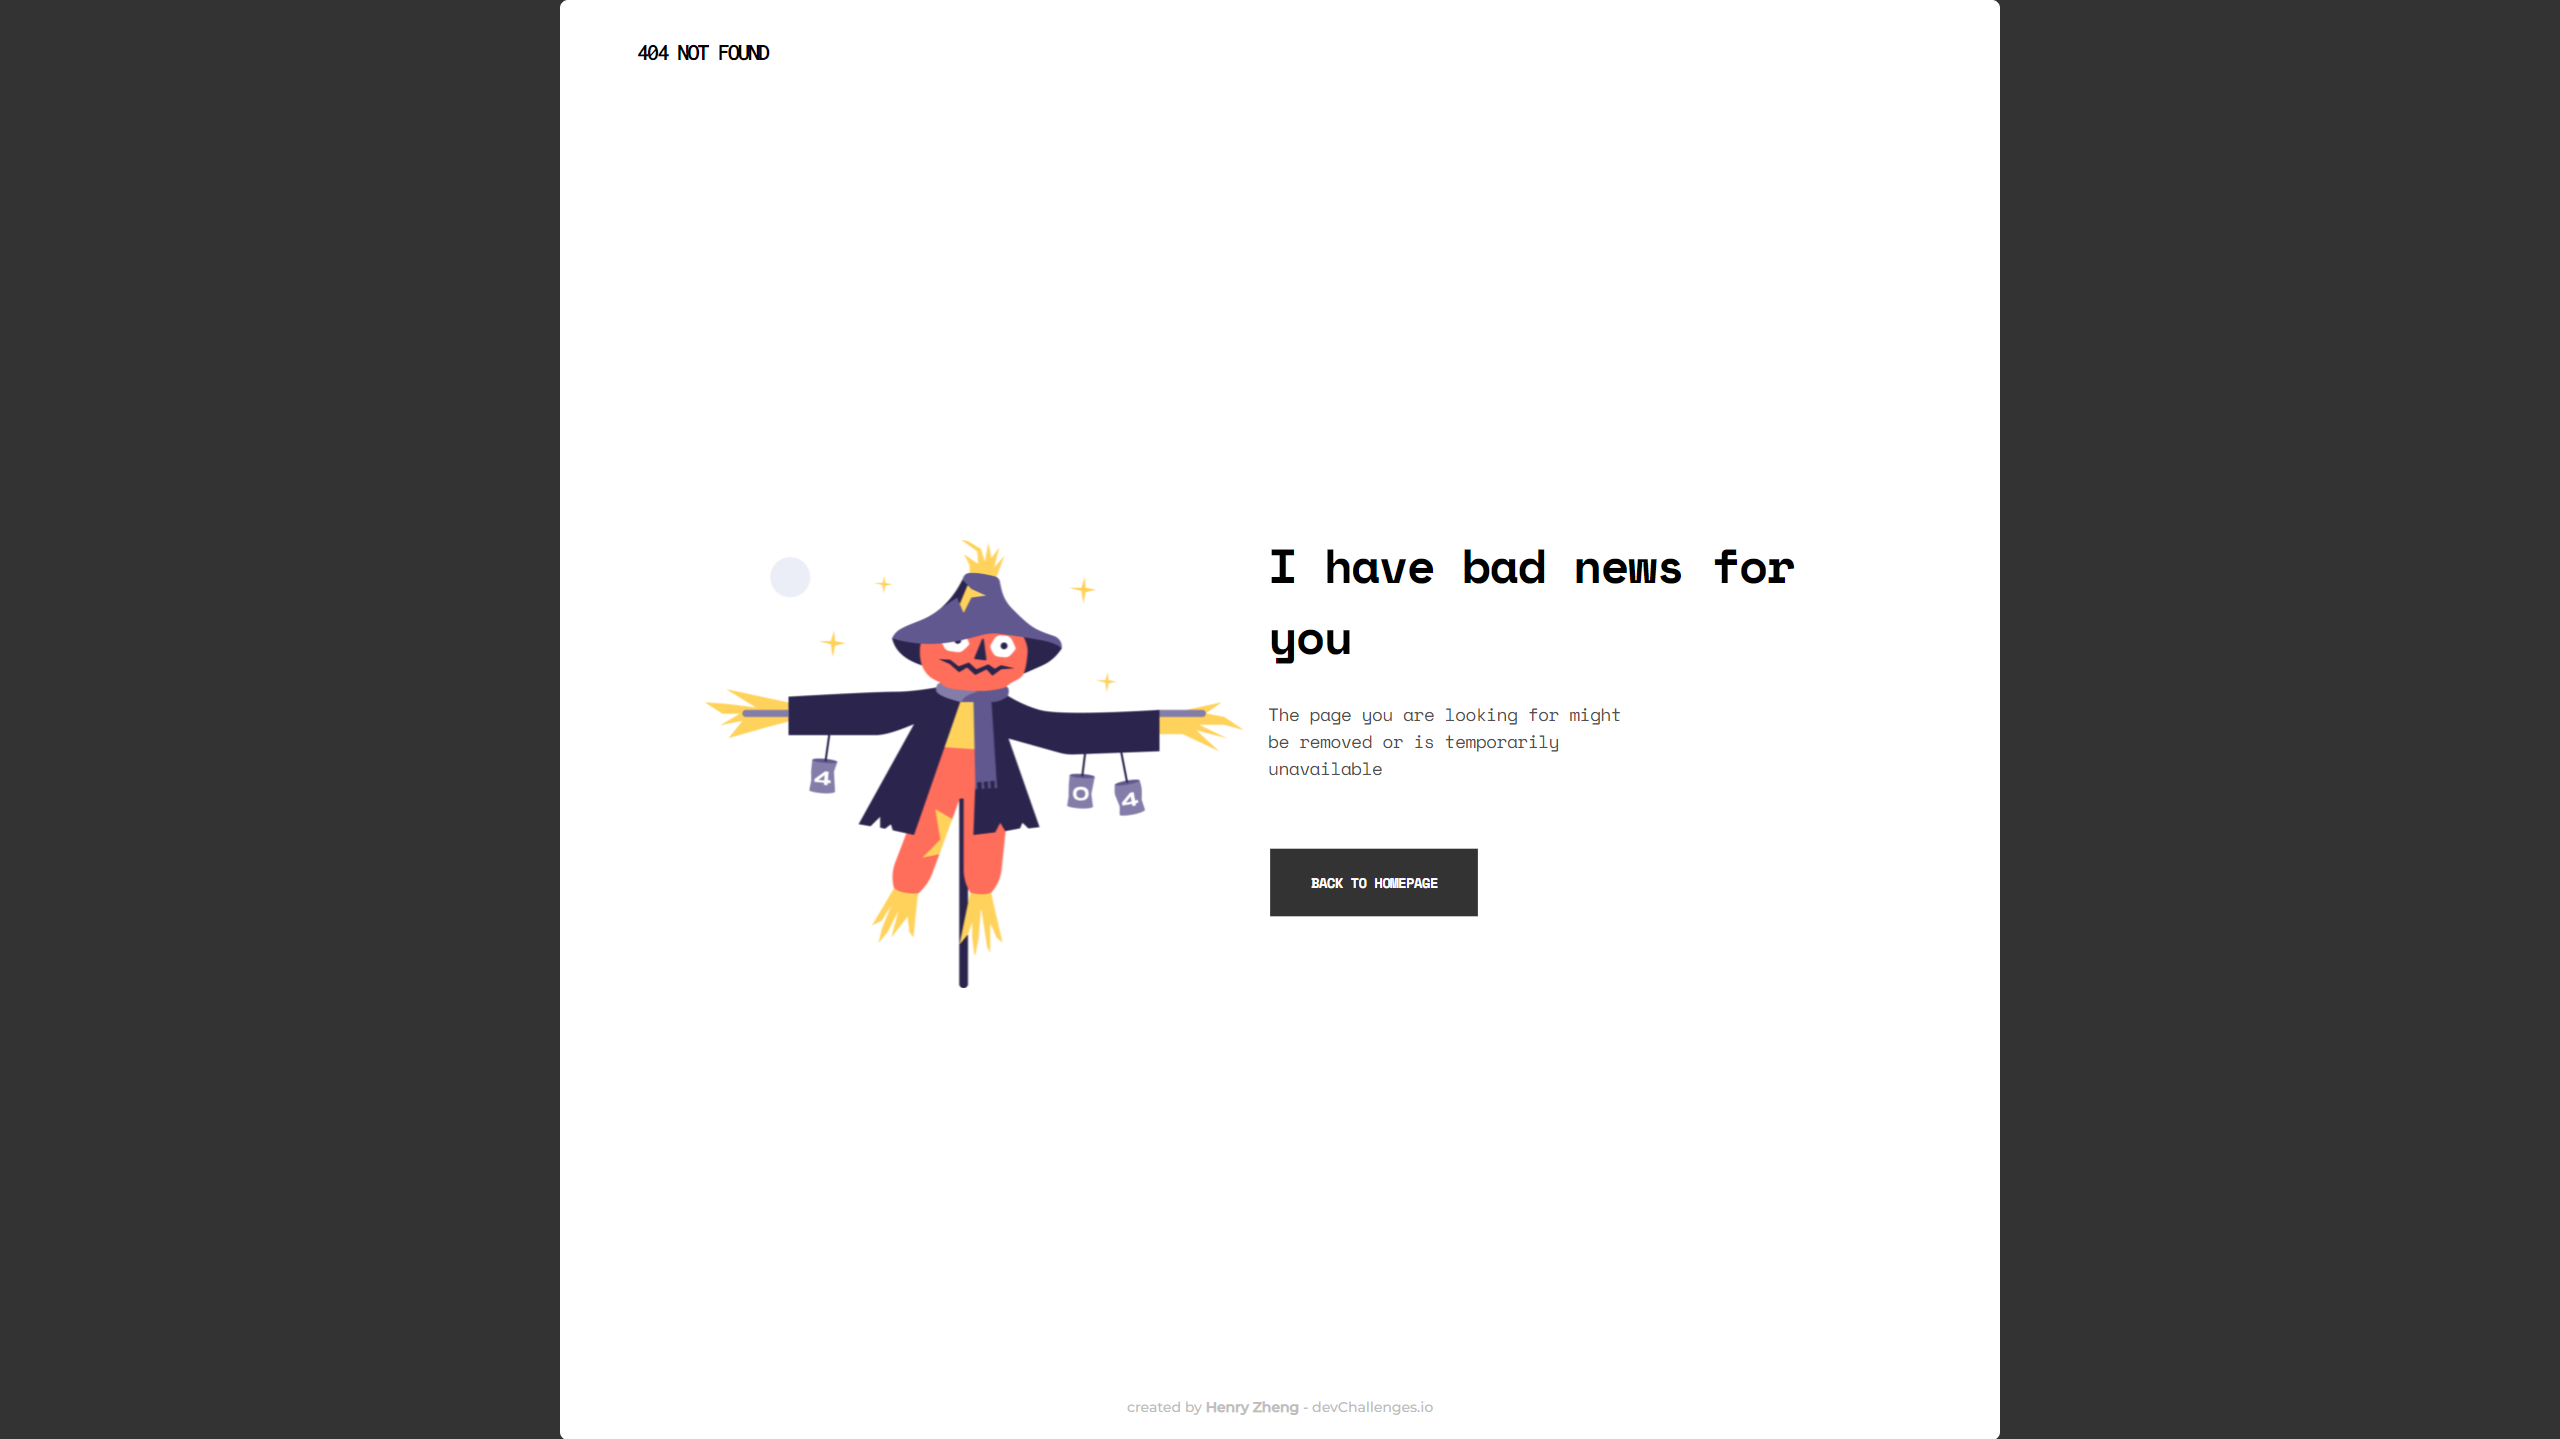 404 NOT FOUND
I have bad news for
you
The page you are looking for might
be removed or is temporarily
unavailable
4
0
4
BACK TO HOMEPAGE
created by Henry Zheng - devChallenges.io